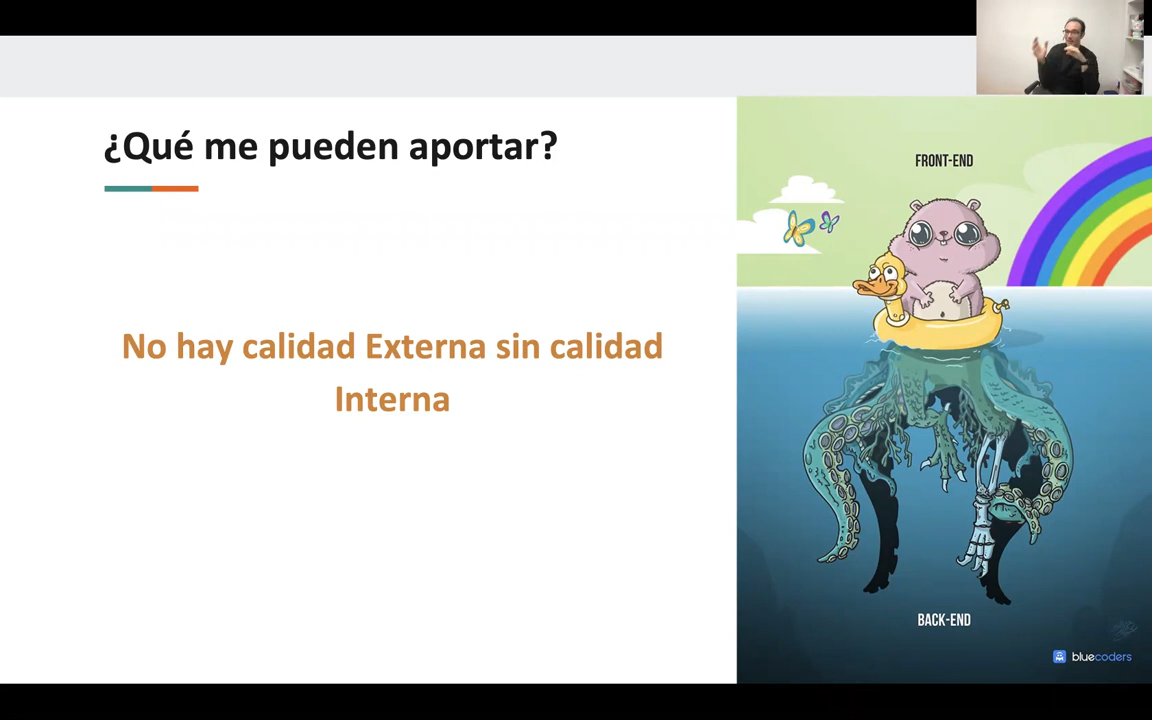 ¿Qué me pueden aportar?
No hay calidad Externa sin calidad
Interna
FRONT-END
BACK-END
bluecoders